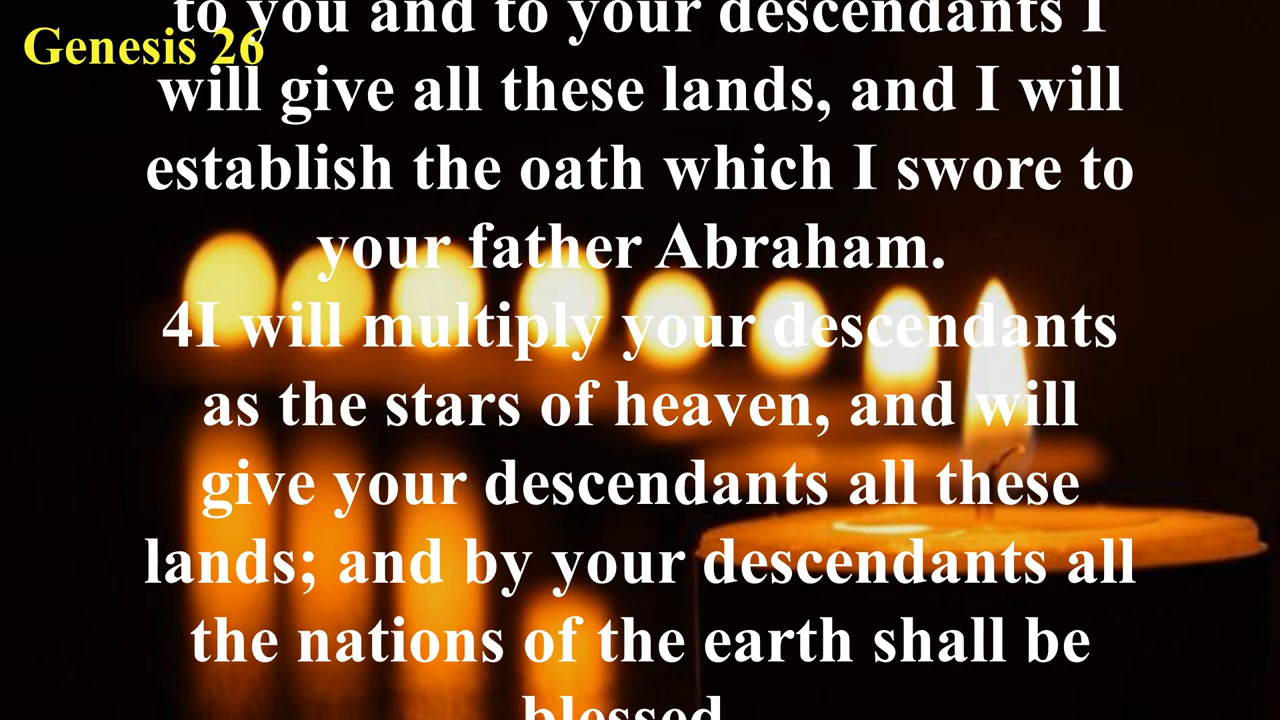 to you and to your descendants I
Genesis 26
will give all these lands, and I will
establish the oath which I swore to
your father Abraham.
4I will multiply your descendants
as the stars of heaven, and will
give your descendants all these
lands; and by your descendants all
the nations of the earth shall be
blessed